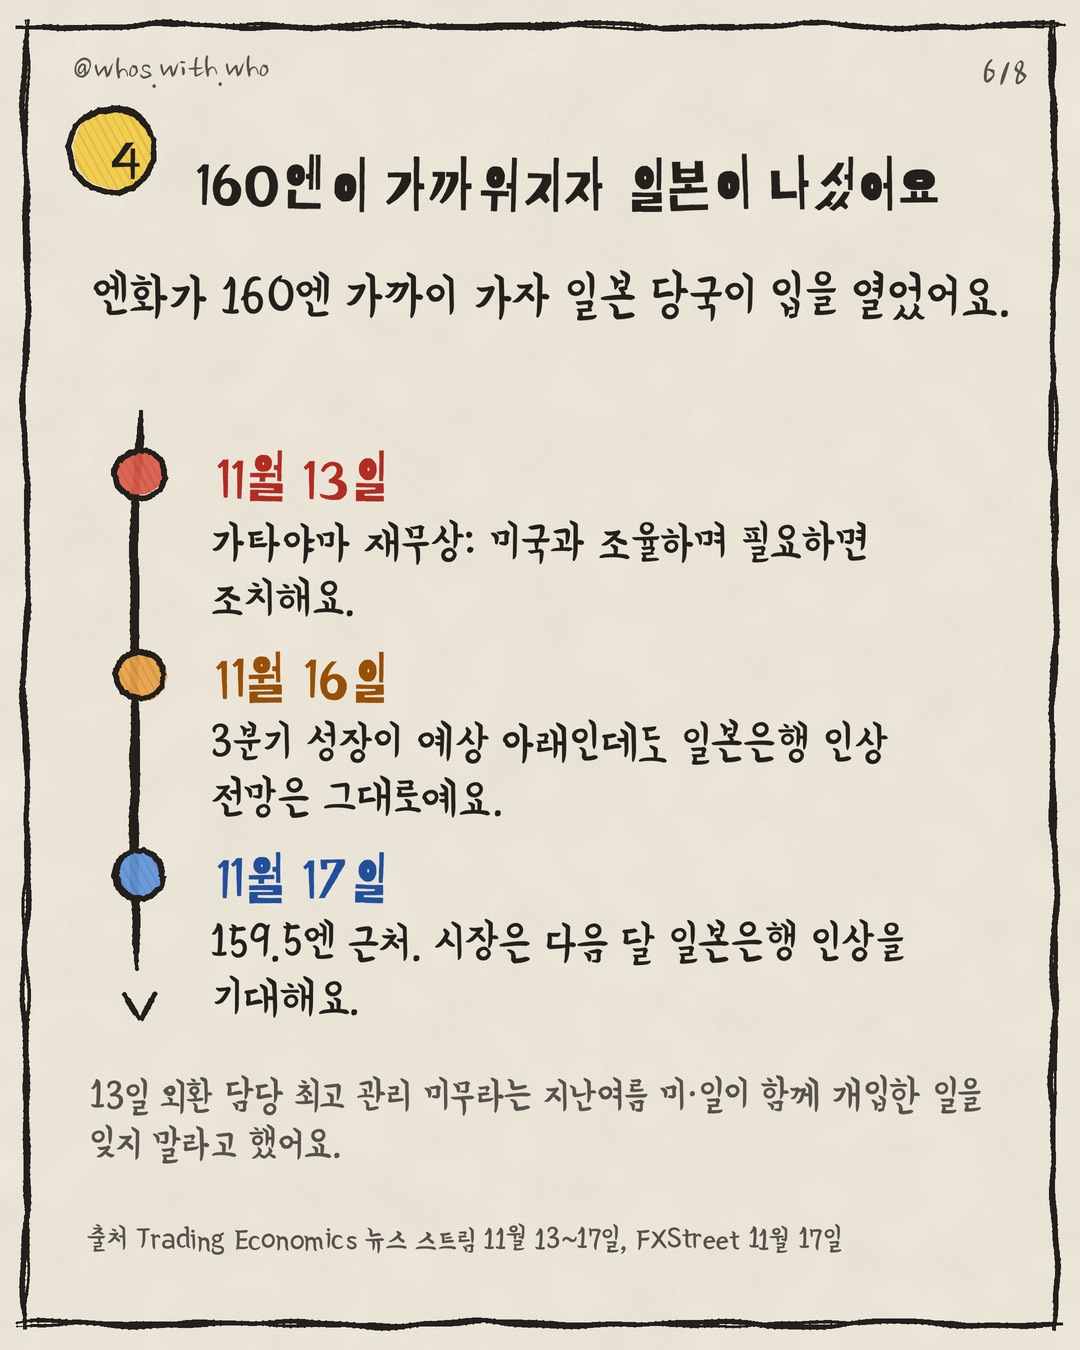 @whos.with.who
6/8
4
160엔이 가까워지자 일본이 나섰어요
엔화가 160엔 가까이 가자 일본 당국이 입을 열었어요.
11월 13일
가타야마 재무상: 미국과 조율하며 필요하면
조치해요.
11월 16일
3분기 성장이 예상 아래인데도 일본은행 인상
전망은 그대로예요.
11월 17일
159.5엔 근처. 시장은 다음 달 일본은행 인상을
기대해요.
13일 외환 담당 최고 관리 미무라는 지난여름 미·일이 함께 개입한 일을
잊지 말라고 했어요.
출처 Trading Economics 뉴스 스트림 11월 13~17일, FXStreet 11월 17일